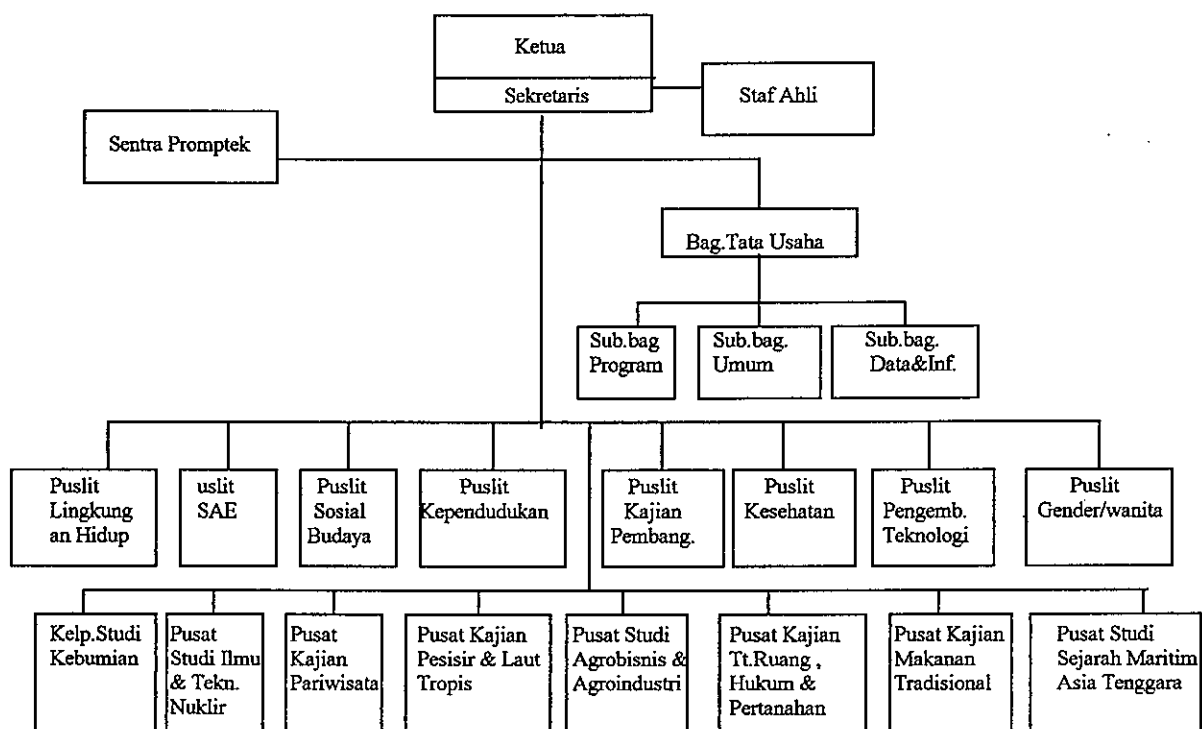 Ketua
Sekretaris
Staf Ahli
Sentra Promptek
Bag.Tata Usaha
Sub.bag
Program
Sub.bag.
Umum
Sub.bag.
Data&Inf.
Puslit
Lingkung
an Hidup
uslit
SAE
Puslit
Sosial
Budaya
Puslit
Kependudukan
Puslit
Kajian
Pembang.
Puslit
Kesehatan
Puslit
Pengemb.
Teknologi
Puslit
Gender/wanita
Kelp.Studi
Kebumian
Pusat
Studi Ilmu
& Tekn.
Nuklir
Pusat
Kajian
Pariwisata
Pusat Kajian
Pesisir & Laut
Tropis
Pusat Studi
Agrobisnis &
Agroindustri
Pusat Kajian
Tt.Ruang ,
Hukum &
Pertanahan
Pusat Kajian
Makanan
Tradisional
Pusat Studi
Sejarah Maritim
Asia Tenggara